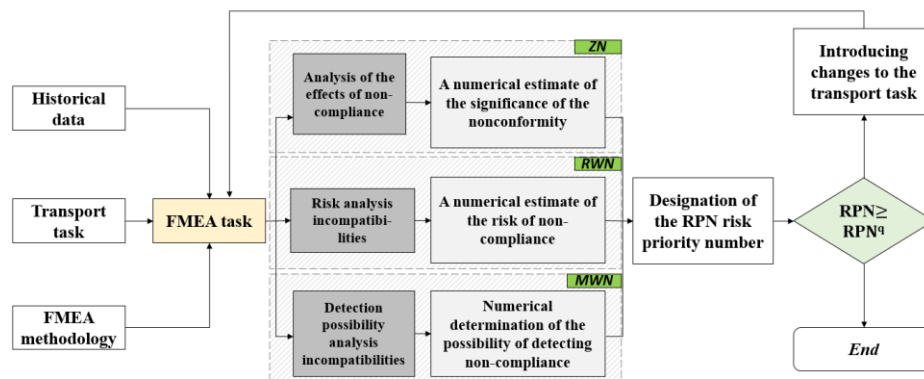 Historical
data
Transport
task
FMEA
methodology
FMEA task
ZN
Analysis of the
effects of non-
compliance
A numerical estimate
of the significance of the
nonconformity
RWN
Risk analysis
incompatibi-
lities
A numerical estimate of
the risk of non-
compliance
MWN
Detection
possibility
analysis
incompatibilities
Numerical
determination of the
possibility of detecting
non-compliance
Designation of
the RPN risk
priority number
Introducing
changes to the
transport task
RPN≥
RPNq
End